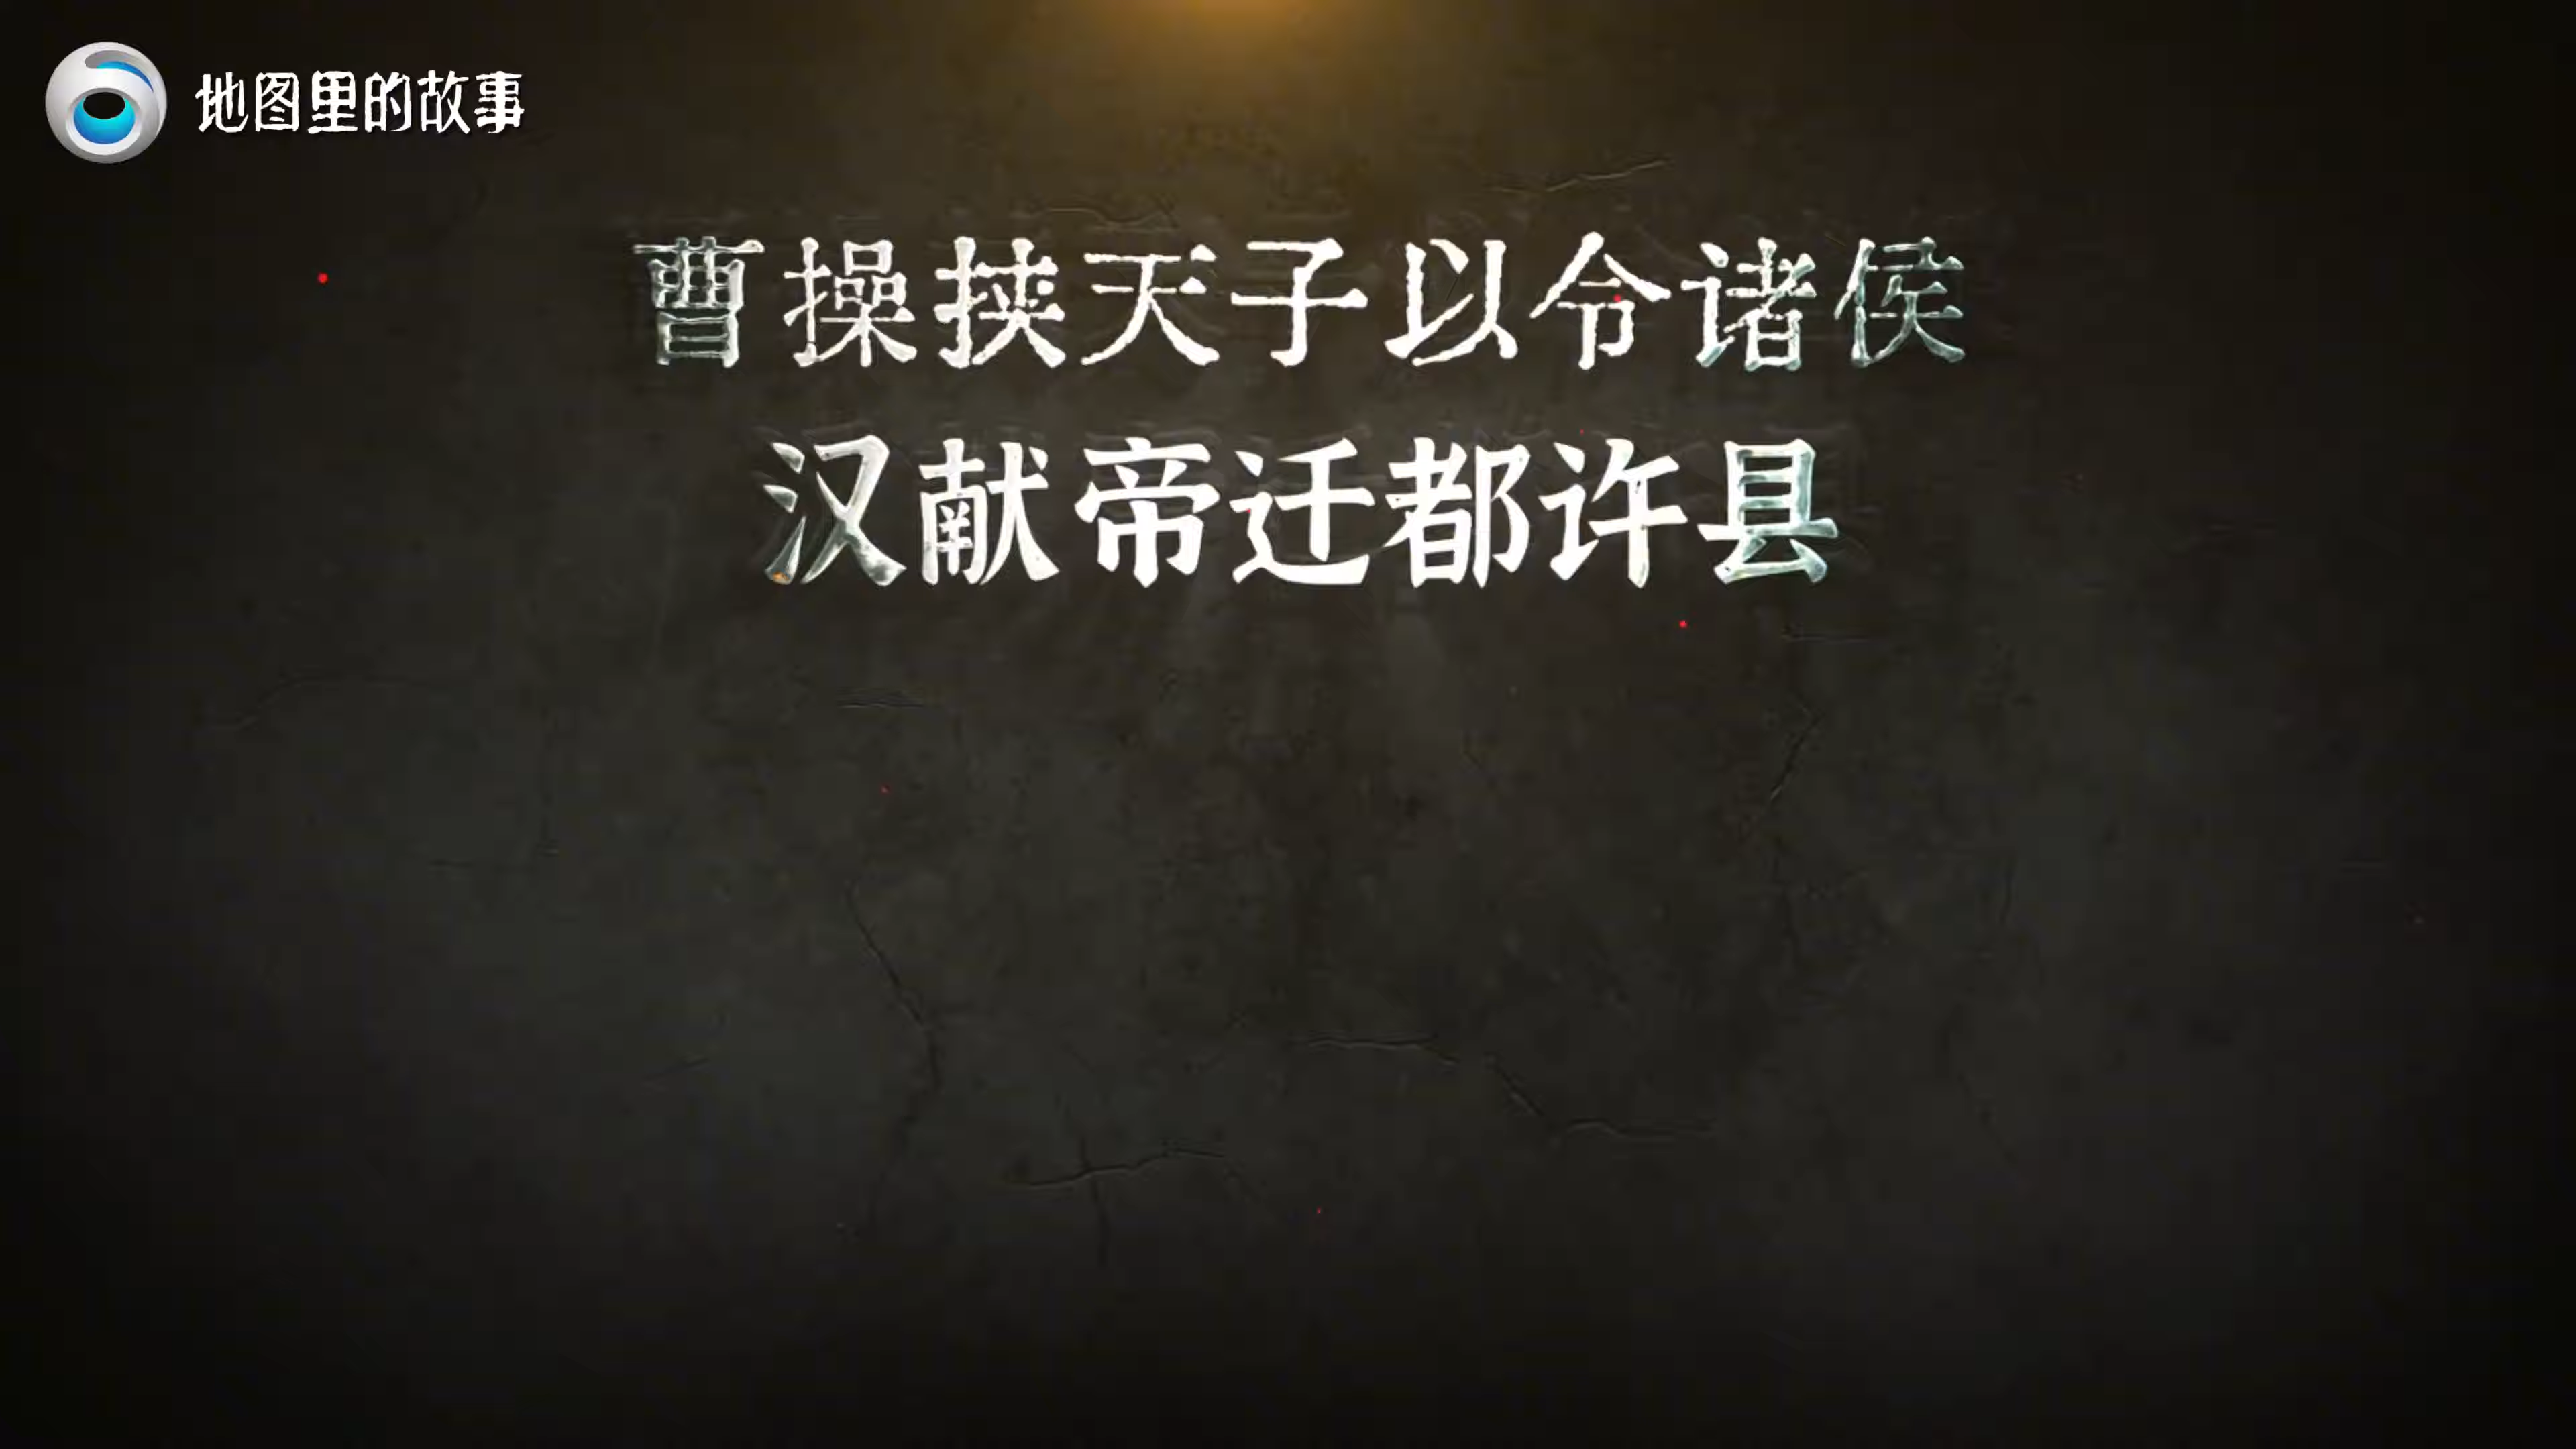 地图里的故事
曹操挟天子以令诸侯
汉献帝迁都许县